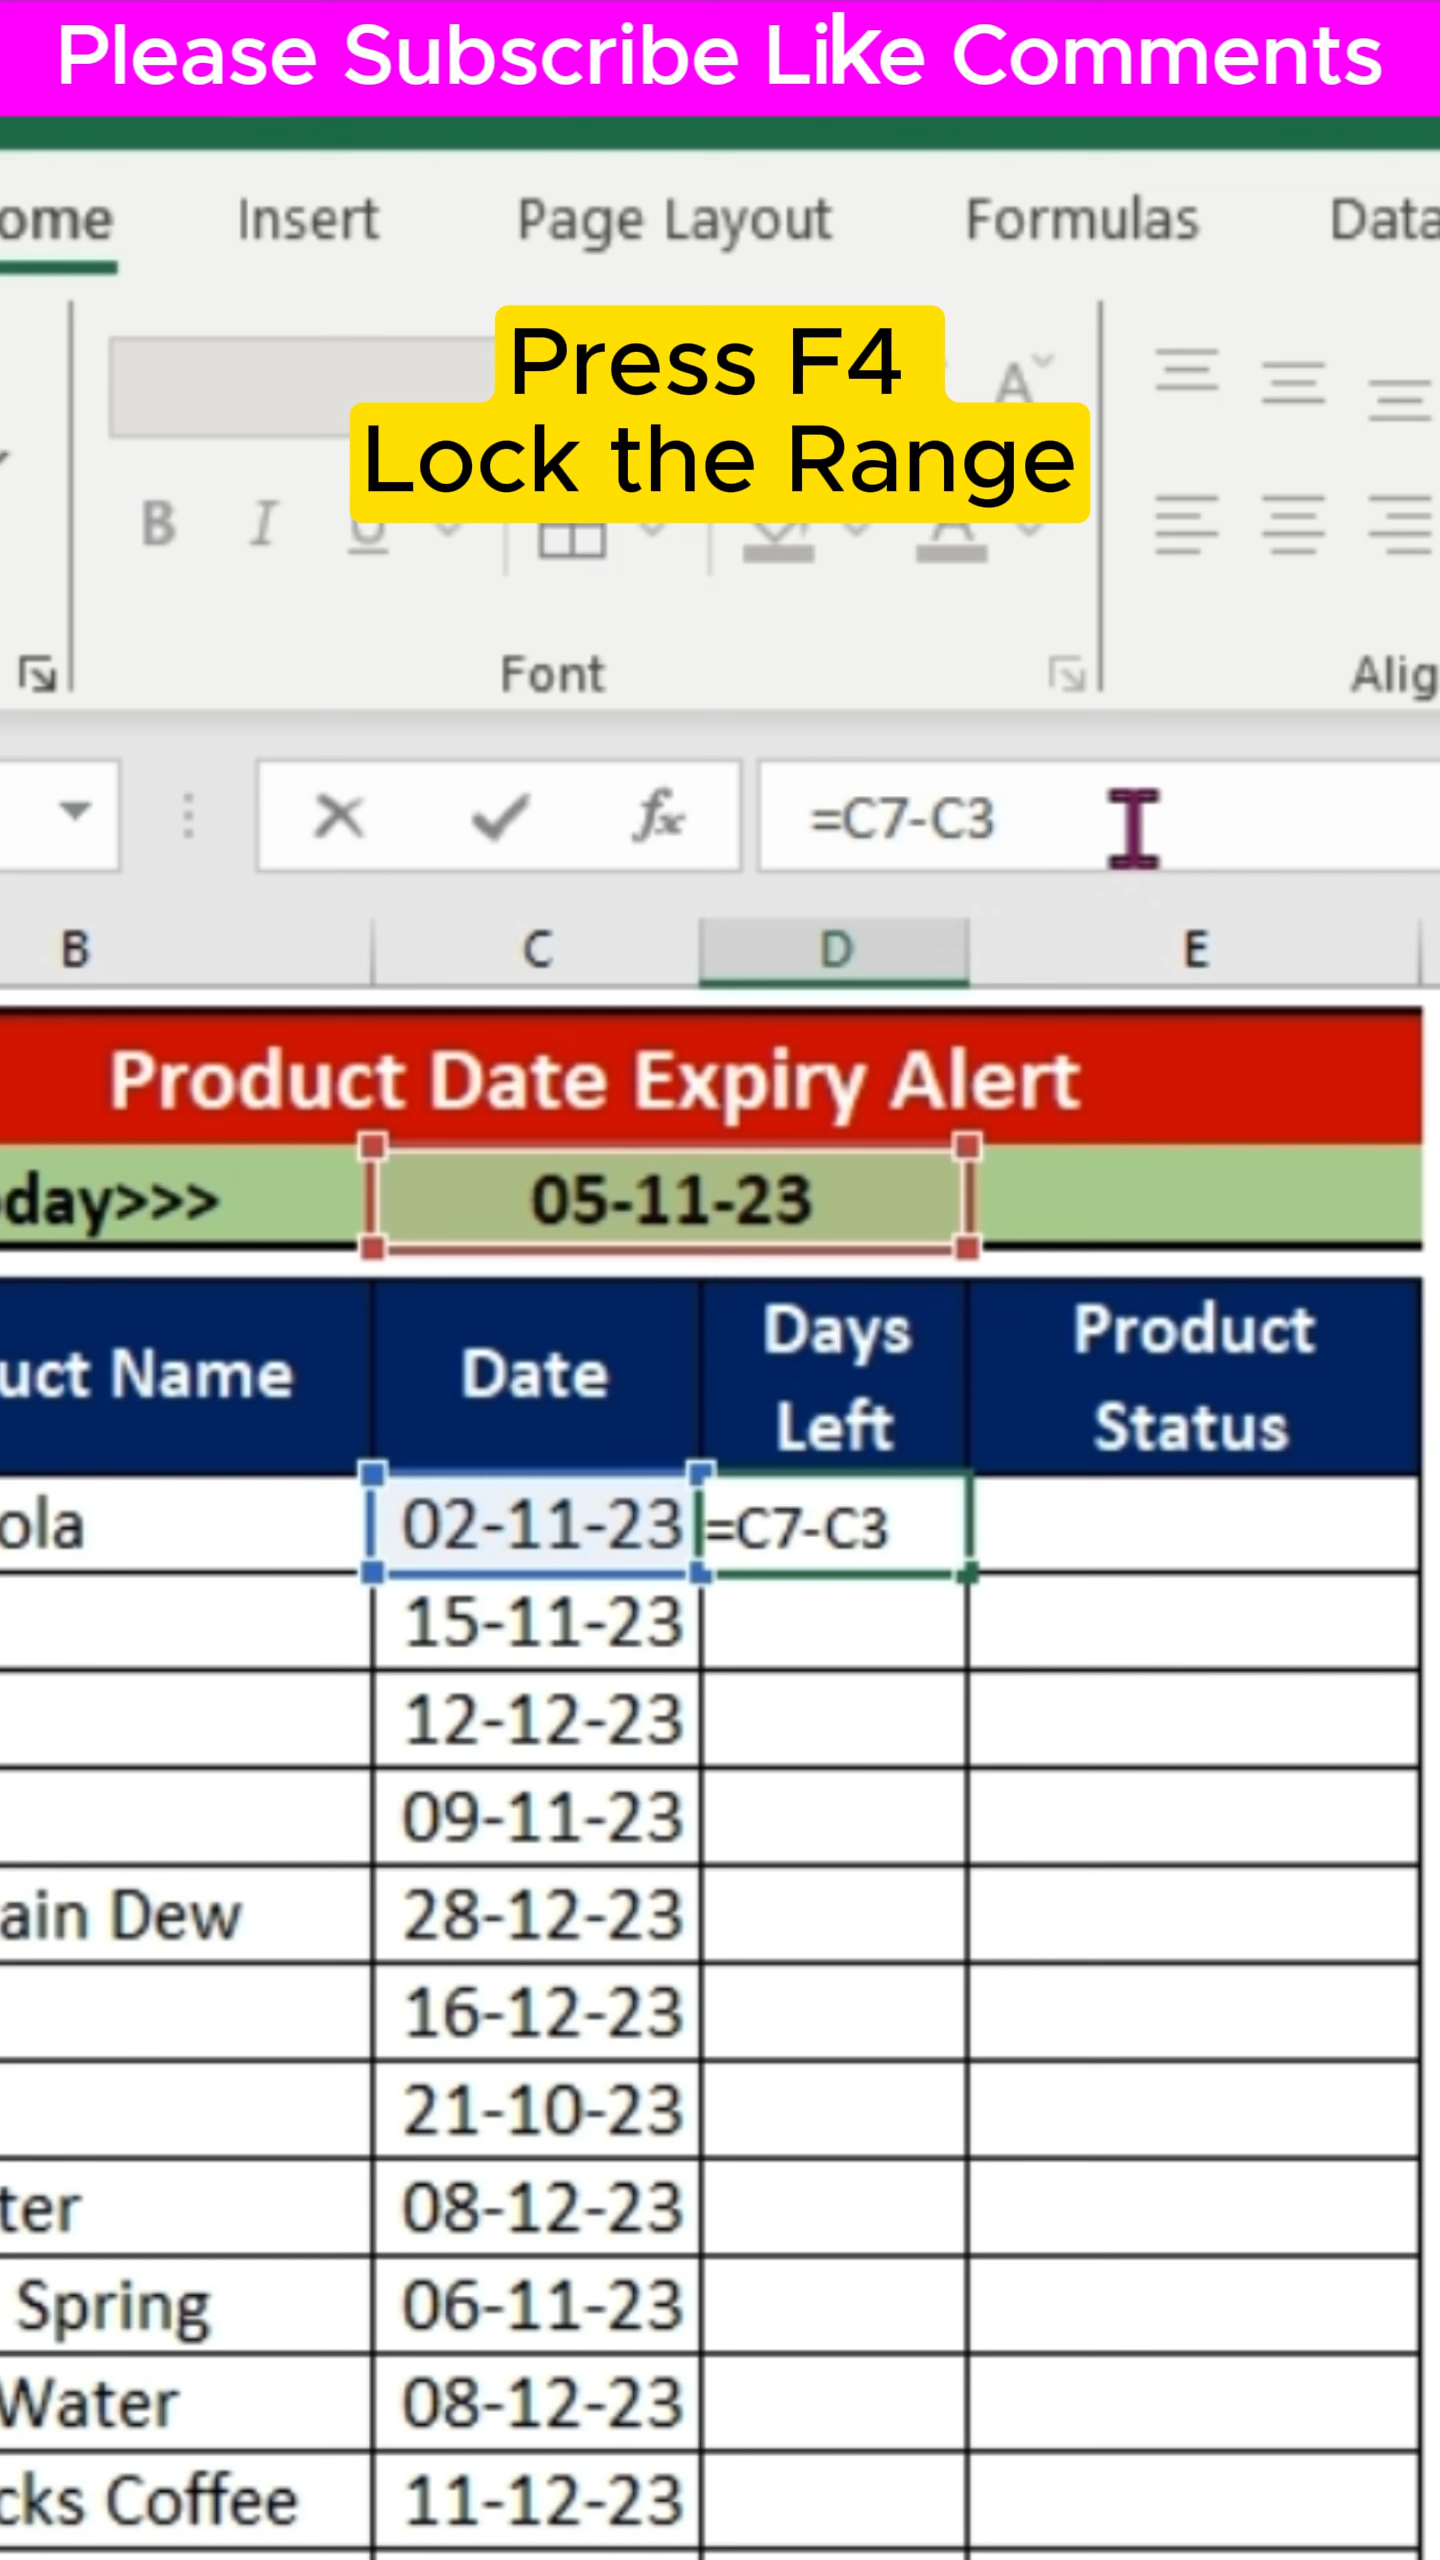 Please Subscribe Like Comments
ome Insert Page Layout Formulas Data
Press F4
Lock the Range
A
B I U A
Font Alig
fx =C7-C3
B C D E
Product Date Expiry Alert
day>>> 05-11-23
uct Name Date Days Left Product Status
ola 02-11-23 =C7-C3
15-11-23
12-12-23
09-11-23
ain Dew 28-12-23
16-12-23
21-10-23
ter 08-12-23
Spring 06-11-23
Water 08-12-23
cks Coffee 11-12-23